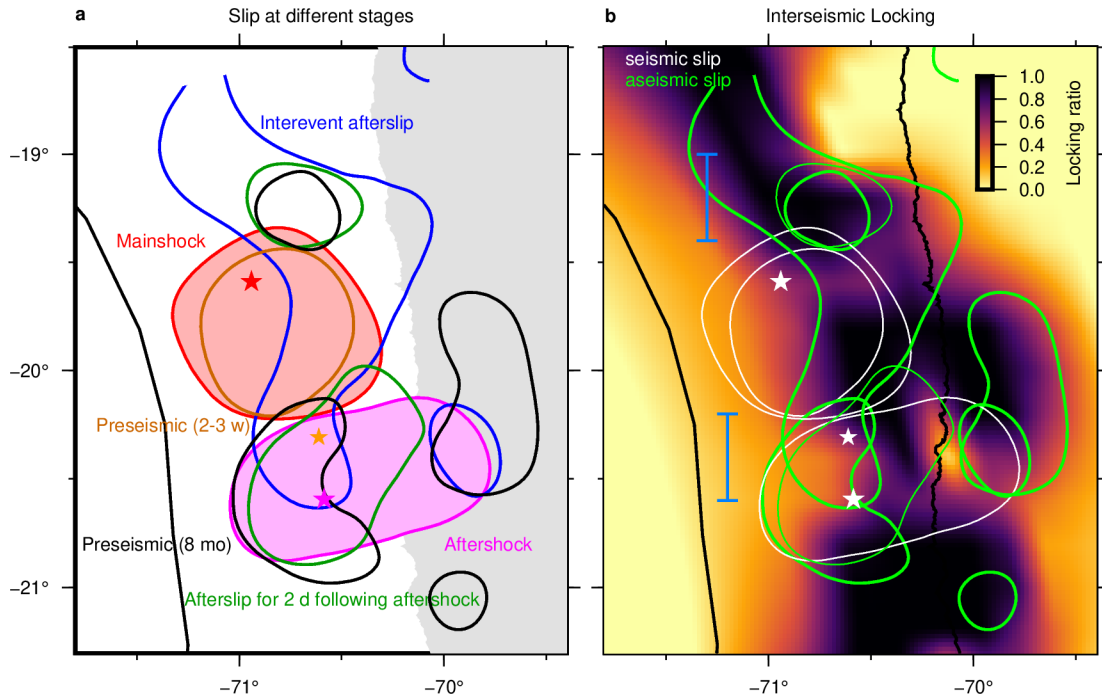 a
Slip at different stages
Interevent afterslip
Mainshock
Preseismic (2-3 w)
Preseismic (8 mo)
Aftershock
Afterslip for 2 d following aftershock
−19°
−20°
−21°
−71°
−70°
b
Interseismic Locking
seismic slip
aseismic slip
1.0
0.8
0.6
0.4
0.2
0.0
Locking ratio
−71°
−70°